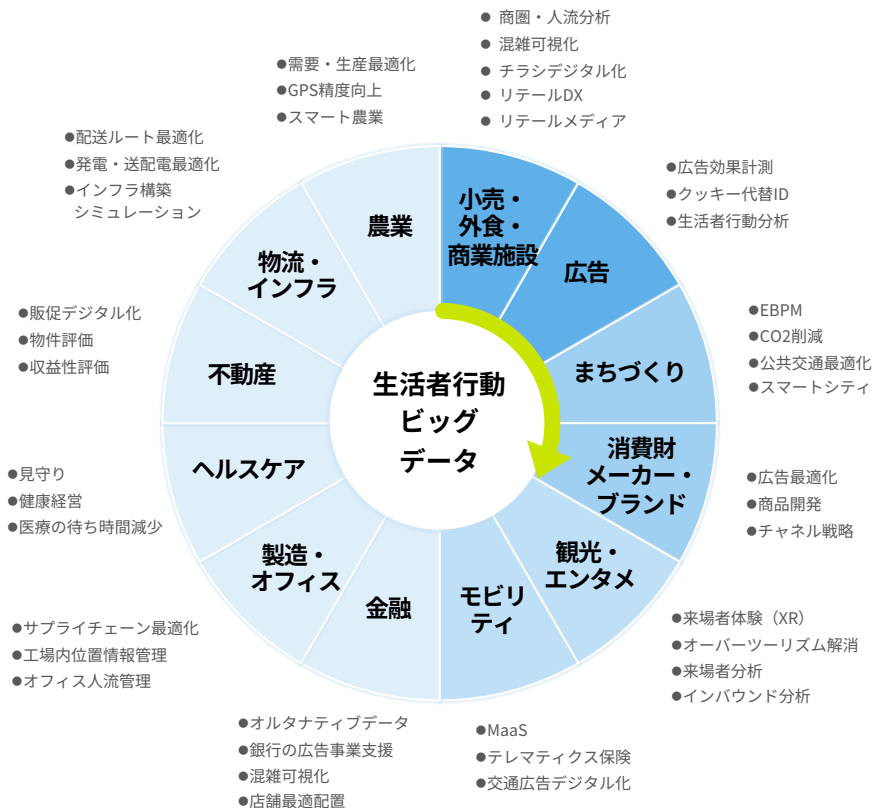 ● 商圏・人流分析
● 混雑可視化
● チラシデジタル化
● リテールDX
● リテールメディア
小売・
外食・
商業施設
●広告効果計測
●クッキー代替ID
●生活者行動分析
広告
●EBPM
●CO2削減
●公共交通最適化
●スマートシティ
まちづくり
●広告最適化
●商品開発
●チャネル戦略
消費財
メーカー・
ブランド
●来場者体験（XR）
●オーバーツーリズム解消
●来場者分析
●インバウンド分析
観光・
エンタメ
●MaaS
●テレマティクス保険
●交通広告デジタル化
モビリ
ティ
●オルタナティブデータ
●銀行の広告事業支援
●混雑可視化
●店舗最適配置
金融
●サプライチェーン最適化
●工場内位置情報管理
●オフィス人流管理
製造・
オフィス
●見守り
●健康経営
●医療の待ち時間減少
ヘルスケア
●販促デジタル化
●物件評価
●収益性評価
不動産
●配送ルート最適化
●発電・送配電最適化
●インフラ構築
シミュレーション
物流・
インフラ
●需要・生産最適化
●GPS精度向上
●スマート農業
農業
生活者行動
ビッグ
データ